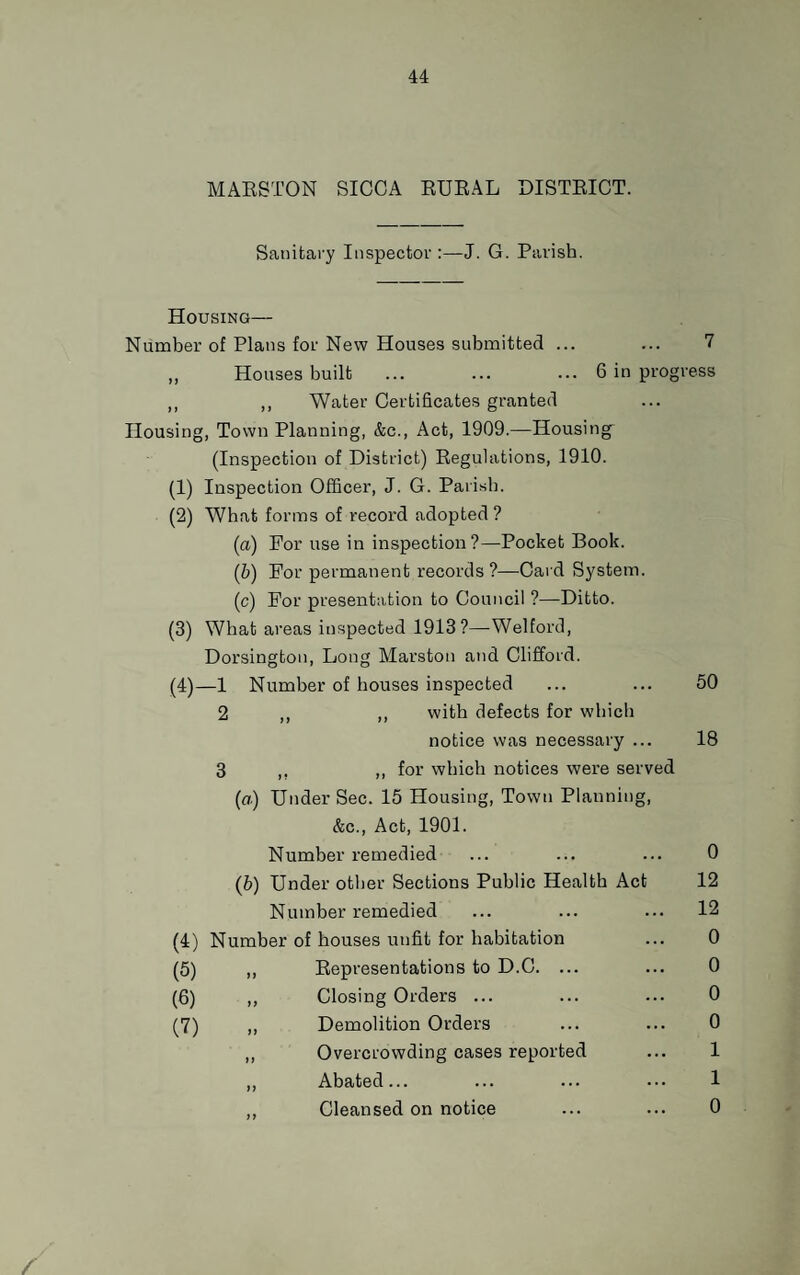 44
MARSTON SICCA RURAL DISTRICT.
Sanitary Inspector :—J. G. Parish.
HOUSING—
Number of Plans for New Houses submitted ... ... 7
,, Houses built ... ... ... 6 in progress
,, ,, Water Certificates granted ...
Housing, Town Planning, &c., Act, 1909.—Housing
(Inspection of District) Regulations, 1910.
(1) Inspection Officer, J. G. Parish.
(2) What forms of record adopted?
(a) For use in inspection?—Pocket Book.
(b) For permanent records?—Card System.
(c) For presentation to Council?—Ditto.
(3) What areas inspected 1913?—Welford,
Dorsington, Long Marston and Clifford.
(4)—1 Number of houses inspected ... ... 50
2 ,, ,, with defects for which
notice was necessary ... 18
3 ,, ,, for which notices were served
(a) Under Sec. 15 Housing, Town Planning,
&c., Act, 1901.
Number remedied ... ... ... 0
(b) Under other Sections Public Health Act 12
Number remedied ... ... ... 12
(4) Number of houses unfit for habitation ... 0
(5) ,, Representations to D.C. ... ... 0
(6) ,, Closing Orders ... ... ... 0
(7) ,, Demolition Orders ... ... 0
,, Overcrowding cases reported ... 1
,, Abated ... ... ... ... 1
,, Cleansed on notice ... ... 0